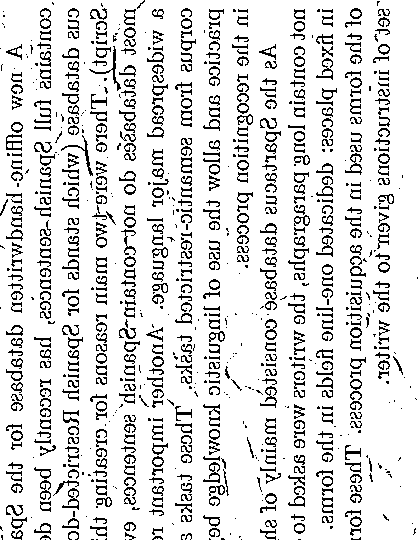 A new offline handwritten database for the Spa
contains full Spanish sentences, has recently been de
cus database (which stands for Spanish Restricted-do
Script). There were two main reasons for creating th
most databases do not contain Spanish sentences, ev
a widespread major language. Another important r
corpus from semantic-restricted tasks. These tasks a
practice and allow the use of linguistic knowledge be
in the recognition process.
As the Spartacus database consisted mainly of sh
not contain long paragraphs, the writers were asked to
in fixed places: dedicated one-line fields in the forms.
of the forms used in the acquisition process. These for
set of instructions given to the writer.